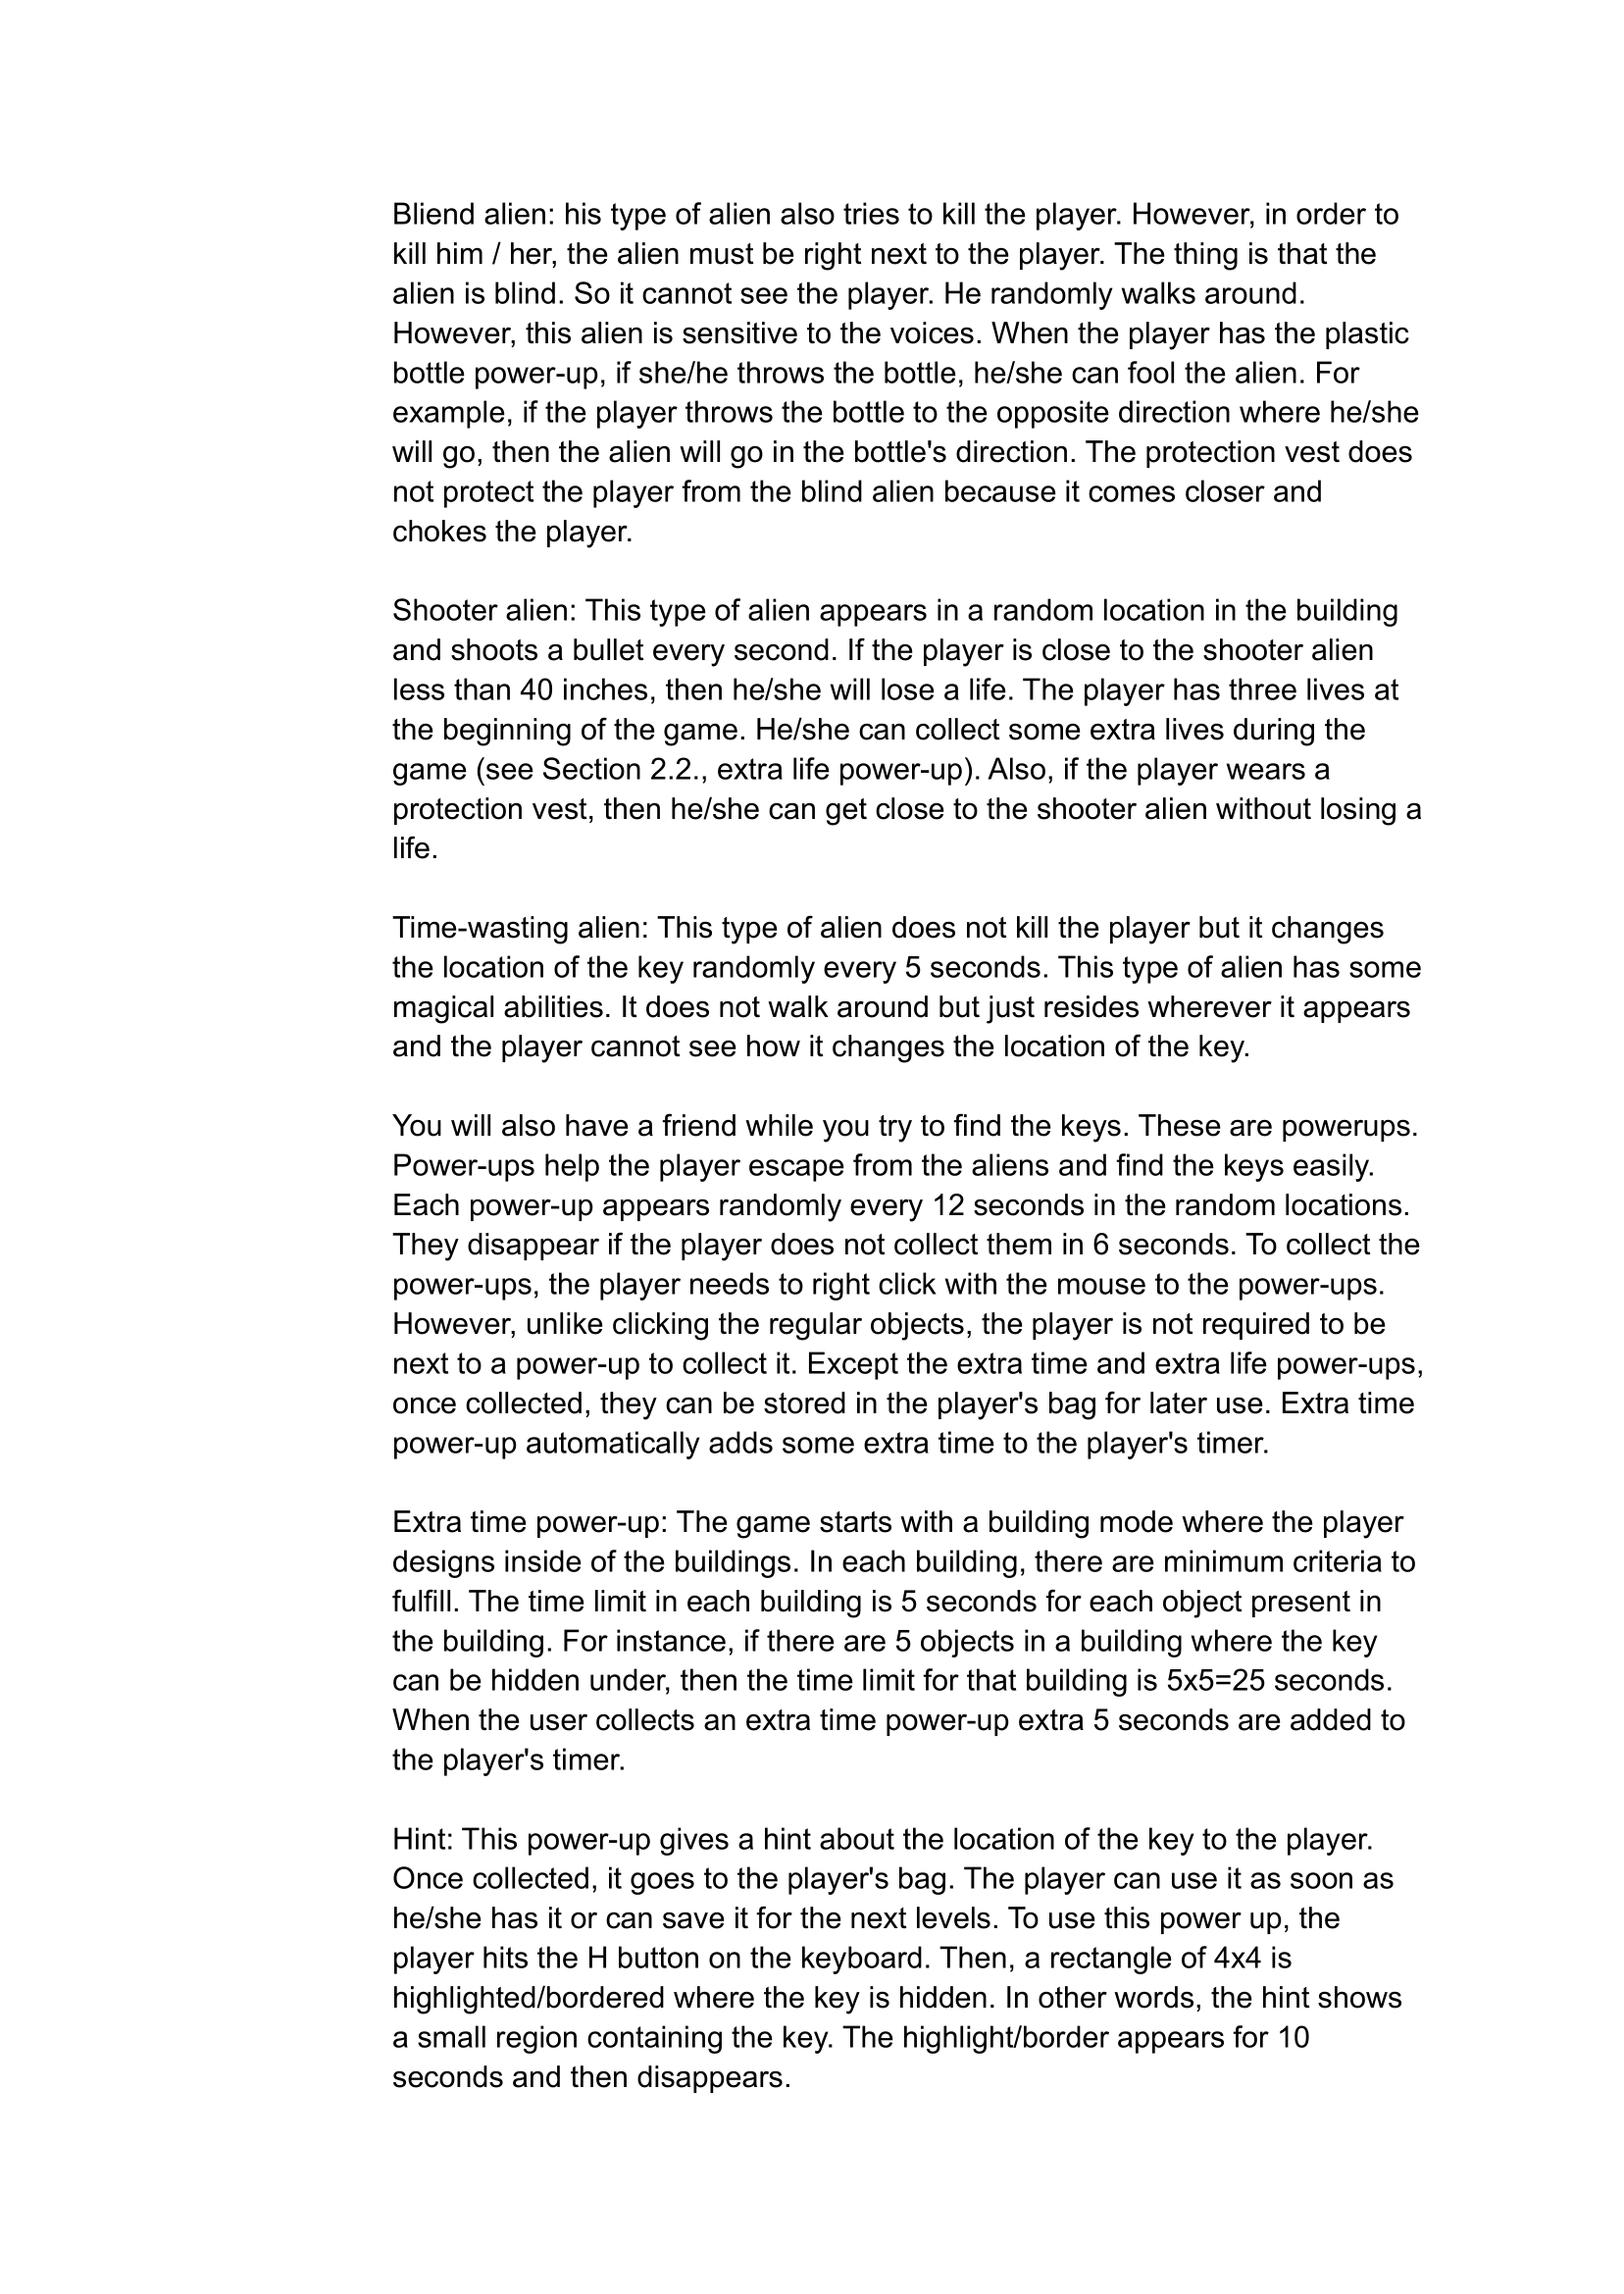 Bliend alien: his type of alien also tries to kill the player. However, in order to
kill him / her, the alien must be right next to the player. The thing is that the
alien is blind. So it cannot see the player. He randomly walks around.
However, this alien is sensitive to the voices. When the player has the plastic
bottle power-up, if she/he throws the bottle, he/she can fool the alien. For
example, if the player throws the bottle to the opposite direction where he/she
will go, then the alien will go in the bottle's direction. The protection vest does
not protect the player from the blind alien because it comes closer and
chokes the player.
Shooter alien: This type of alien appears in a random location in the building
and shoots a bullet every second. If the player is close to the shooter alien
less than 40 inches, then he/she will lose a life. The player has three lives at
the beginning of the game. He/she can collect some extra lives during the
game (see Section 2.2., extra life power-up). Also, if the player wears a
protection vest, then he/she can get close to the shooter alien without losing a
life.
Time-wasting alien: This type of alien does not kill the player but it changes
the location of the key randomly every 5 seconds. This type of alien has some
magical abilities. It does not walk around but just resides wherever it appears
and the player cannot see how it changes the location of the key.
You will also have a friend while you try to find the keys. These are powerups.
Power-ups help the player escape from the aliens and find the keys easily.
Each power-up appears randomly every 12 seconds in the random locations.
They disappear if the player does not collect them in 6 seconds. To collect the
power-ups, the player needs to right click with the mouse to the power-ups.
However, unlike clicking the regular objects, the player is not required to be
next to a power-up to collect it. Except the extra time and extra life power-ups,
once collected, they can be stored in the player's bag for later use. Extra time
power-up automatically adds some extra time to the player's timer.
Extra time power-up: The game starts with a building mode where the player
designs inside of the buildings. In each building, there are minimum criteria to
fulfill. The time limit in each building is 5 seconds for each object present in
the building. For instance, if there are 5 objects in a building where the key
can be hidden under, then the time limit for that building is 5x5=25 seconds.
When the user collects an extra time power-up extra 5 seconds are added to
the player's timer.
Hint: This power-up gives a hint about the location of the key to the player.
Once collected, it goes to the player's bag. The player can use it as soon as
he/she has it or can save it for the next levels. To use this power up, the
player hits the H button on the keyboard. Then, a rectangle of 4x4 is
highlighted/bordered where the key is hidden. In other words, the hint shows
a small region containing the key. The highlight/border appears for 10
seconds and then disappears.